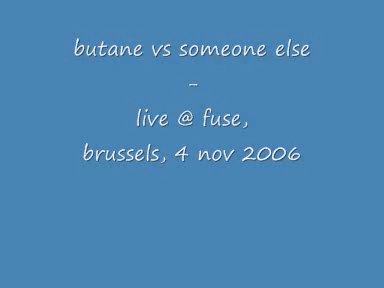 butane vs someone else
-
live @ fuse,
brussels, 4 nov 2006